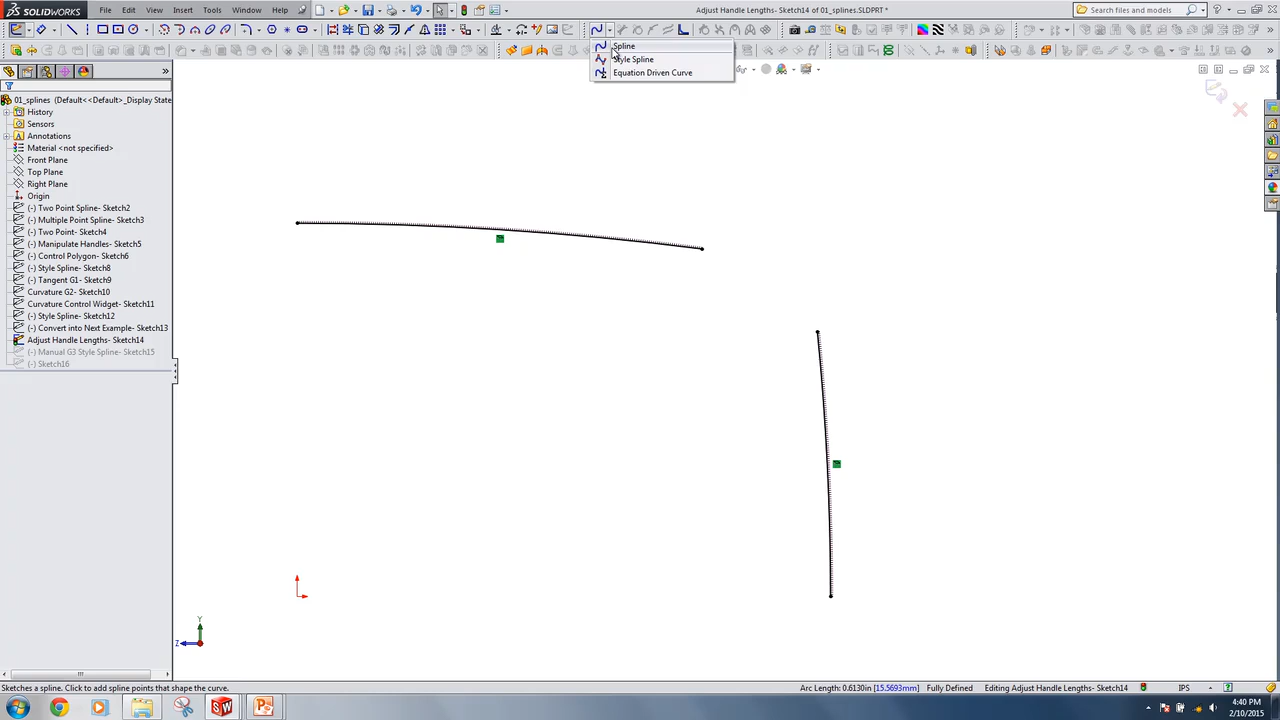 SOLIDWORKS File Edit View Insert Tools Window Help
Adjust Handle Lengths- Sketch14 of 01_splines.SLDPRT *
Search files and models
Spline
Style Spline
Equation Driven Curve
01_splines (Default<<Default>_Display State
History
Sensors
Annotations
Material <not specified>
Front Plane
Top Plane
Right Plane
Origin
(-) Two Point Spline- Sketch2
(-) Multiple Point Spline- Sketch3
(-) Two Point- Sketch4
(-) Manipulate Handles- Sketch5
(-) Control Polygon- Sketch6
(-) Style Spline- Sketch8
(-) Tangent G1- Sketch9
Curvature G2- Sketch10
Curvature Control Widget- Sketch11
(-) Style Spline- Sketch12
(-) Convert into Next Example- Sketch13
Adjust Handle Lengths- Sketch14
(-) Manual G3 Style Spline- Sketch15
(-) Sketch16
Y
Z
Sketches a spline. Click to add spline points that shape the curve.
Arc Length: 0.6130in [15.5693mm] Fully Defined Editing Adjust Handle Lengths- Sketch14 IPS
4:40 PM
2/10/2015